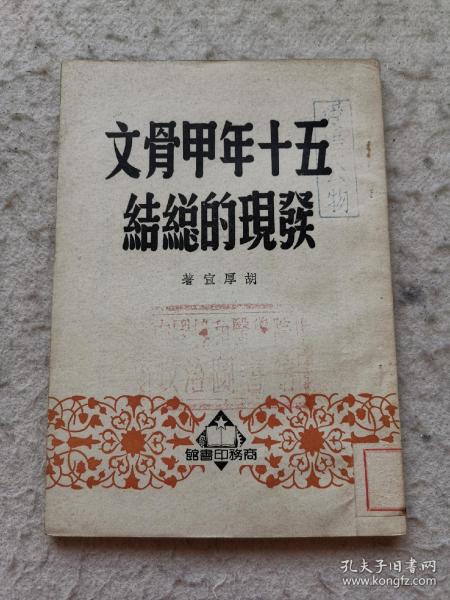 五十年甲骨文
發現的總結
胡厚宣著
商務印書館
孔夫子旧书网
www.kongfz.com